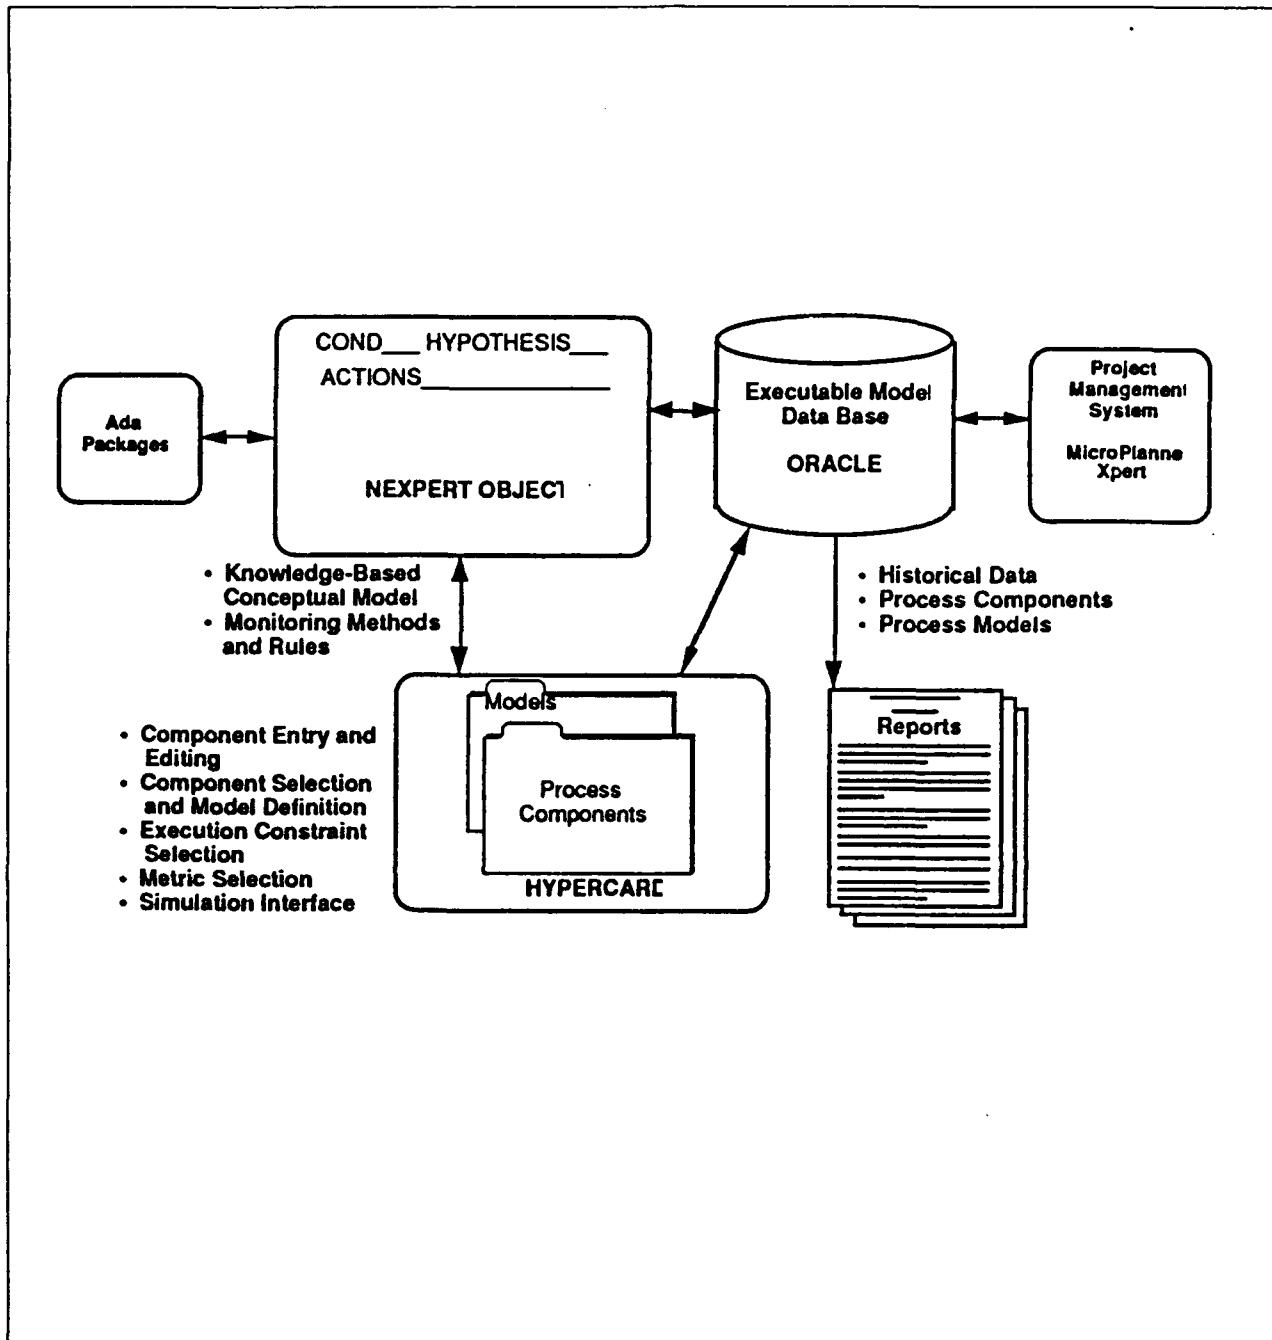 COND___ HYPOTHESIS___
ACTIONS_______________
NEXPERT OBJECT
Ada
Packages
Executable Model
Data Base
ORACLE
Project
Management
System
MicroPlanne
Xpert
• Knowledge-Based
Conceptual Model
• Monitoring Methods
and Rules
• Historical Data
• Process Components
• Process Models
• Component Entry and
Editing
• Component Selection
and Model Definition
• Execution Constraint
Selection
• Metric Selection
• Simulation Interface
Models
Process
Components
HYPERCARD
Reports